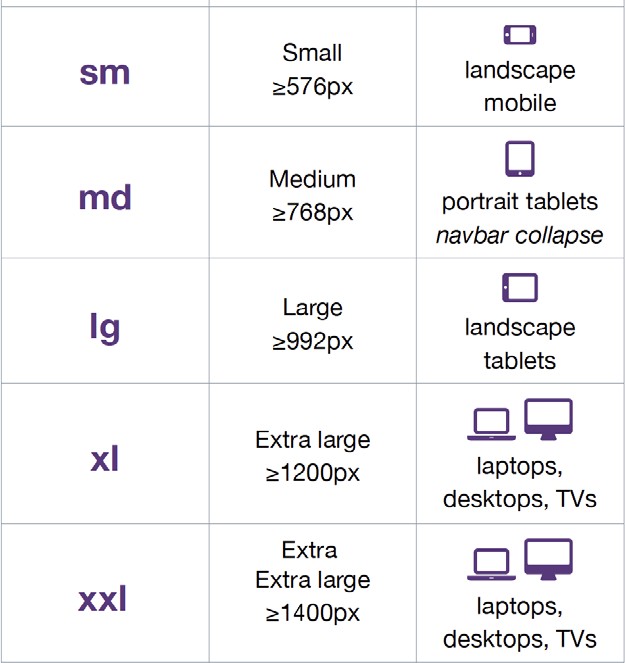 sm
Small
≥576px
landscape
mobile
md
Medium
≥768px
portrait tablets
navbar collapse
lg
Large
≥992px
landscape
tablets
xl
Extra large
≥1200px
laptops,
desktops, TVs
xxl
Extra
Extra large
≥1400px
laptops,
desktops, TVs